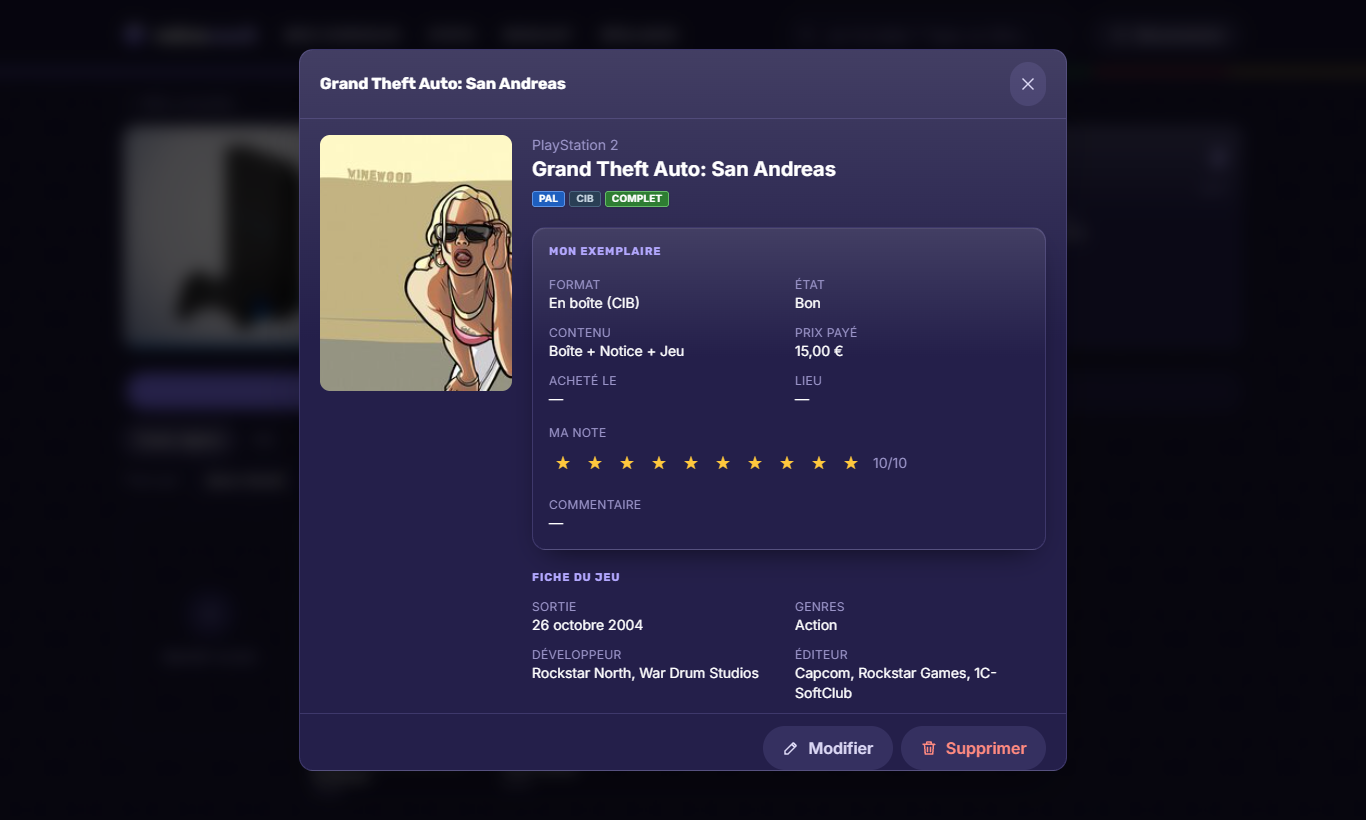 Grand Theft Auto: San Andreas
VINEWOOD
PlayStation 2
Grand Theft Auto: San Andreas
PAL CIB COMPLET
MON EXEMPLAIRE
FORMAT ÉTAT
En boîte (CIB) Bon
CONTENU PRIX PAYÉ
Boîte + Notice + Jeu 15,00 €
ACHETÉ LE LIEU
— —
MA NOTE
★ ★ ★ ★ ★ ★ ★ ★ ★ ★ 10/10
COMMENTAIRE
—
FICHE DU JEU
SORTIE GENRES
26 octobre 2004 Action
DÉVELOPPEUR ÉDITEUR
Rockstar North, War Drum Studios Capcom, Rockstar Games, 1C-
SoftClub
Modifier Supprimer